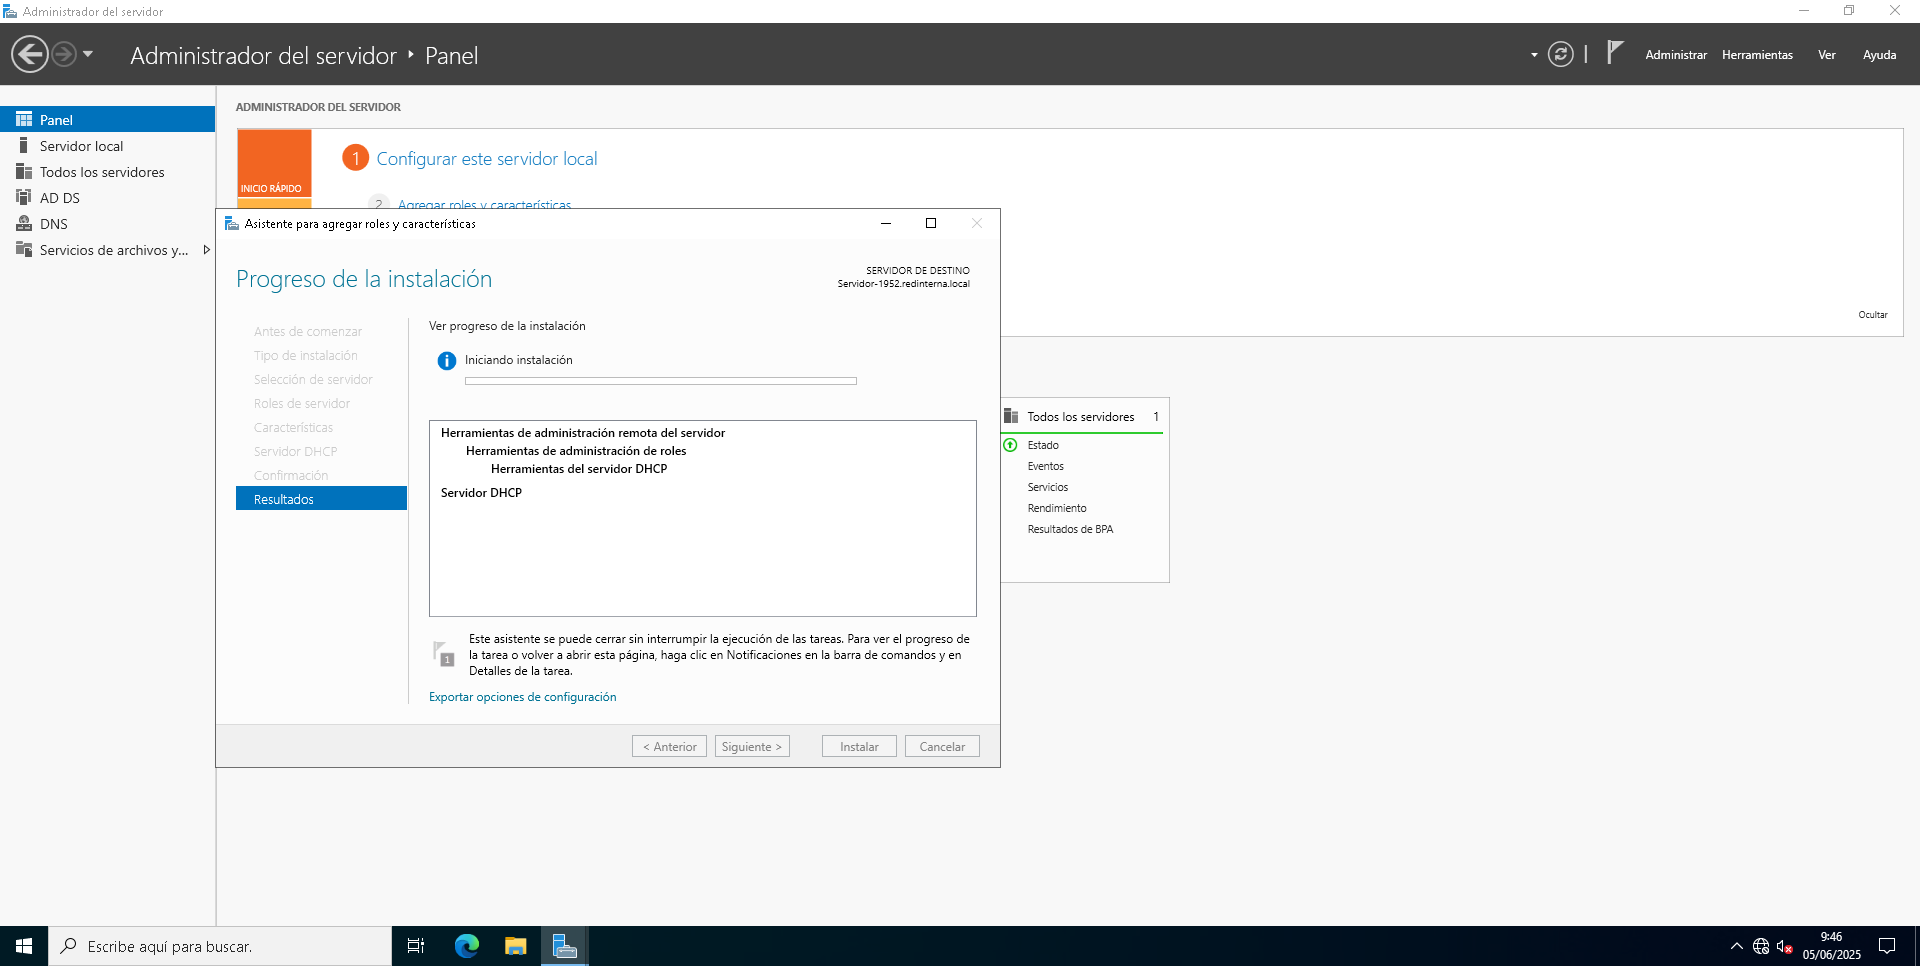 Administrador del servidor
Administrador del servidor ‣ Panel
Administrar
Herramientas
Ver
Ayuda
Panel
Servidor local
Todos los servidores
AD DS
DNS
Servicios de archivos y...
ADMINISTRADOR DEL SERVIDOR
INICIO RÁPIDO
1 Configurar este servidor local
2 Agregar roles y características
Ocultar
Asistente para agregar roles y características
Progreso de la instalación
SERVIDOR DE DESTINO
Servidor-1952.redinterna.local
Antes de comenzar
Tipo de instalación
Selección de servidor
Roles de servidor
Características
Servidor DHCP
Confirmación
Resultados
Ver progreso de la instalación
Iniciando instalación
Herramientas de administración remota del servidor
Herramientas de administración de roles
Herramientas del servidor DHCP
Servidor DHCP
1
Este asistente se puede cerrar sin interrumpir la ejecución de las tareas. Para ver el progreso de
la tarea o volver a abrir esta página, haga clic en Notificaciones en la barra de comandos y en
Detalles de la tarea.
Exportar opciones de configuración
< Anterior
Siguiente >
Instalar
Cancelar
Todos los servidores 1
Estado
Eventos
Servicios
Rendimiento
Resultados de BPA
Escribe aquí para buscar.
9:46
05/06/2025